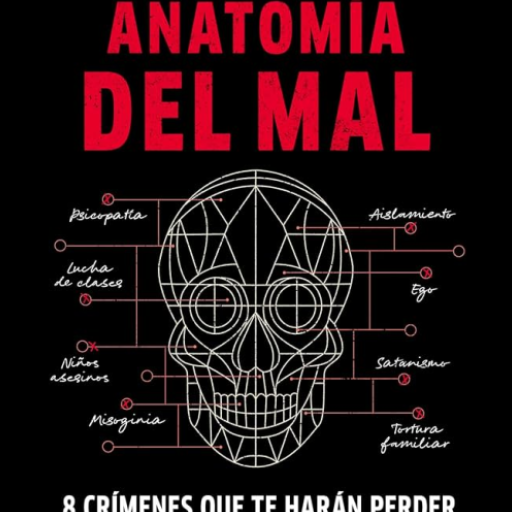 ANATOMIA
DEL MAL
Psicopatía
Aislamiento
Lucha
de clases
Ego
Niños
asesinos
Satanismo
Misoginia
Tortura
familiar
8 CRÍMENES QUE TE HARÁN PERDER